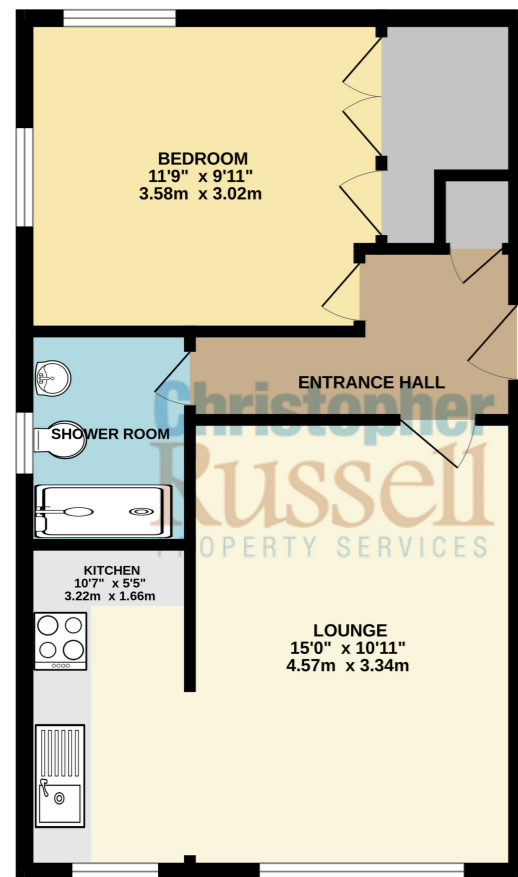 BEDROOM
11'9" x 9'11"
3.58m x 3.02m
ENTRANCE HALL
Christopher
SHOWER ROOM
Russell
PROPERTY SERVICES
KITCHEN
10'7" x 5'5"
3.22m x 1.66m
LOUNGE
15'0" x 10'11"
4.57m x 3.34m